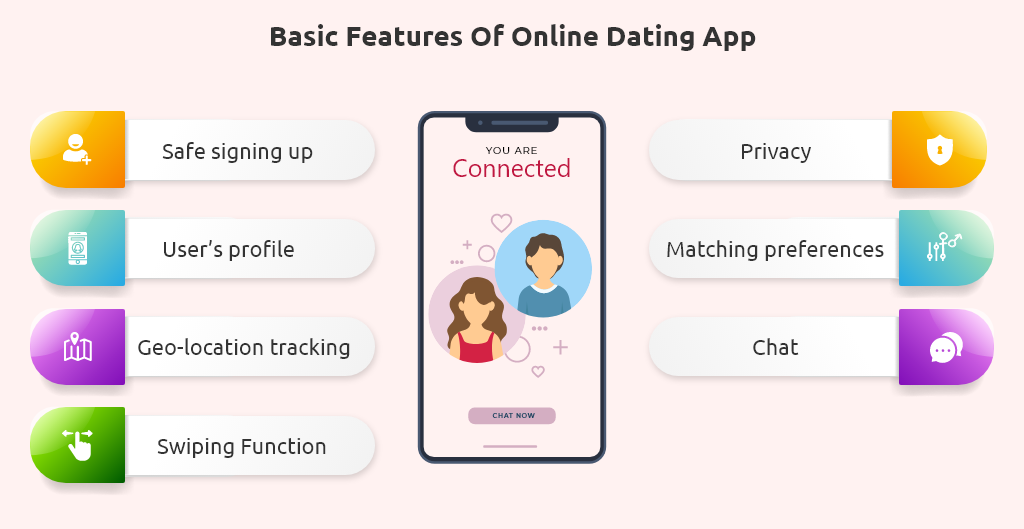 Basic Features Of Online Dating App
Safe signing up
User’s profile
Geo-location tracking
Swiping Function
YOU ARE
Connected
CHAT NOW
Privacy
Matching preferences
Chat